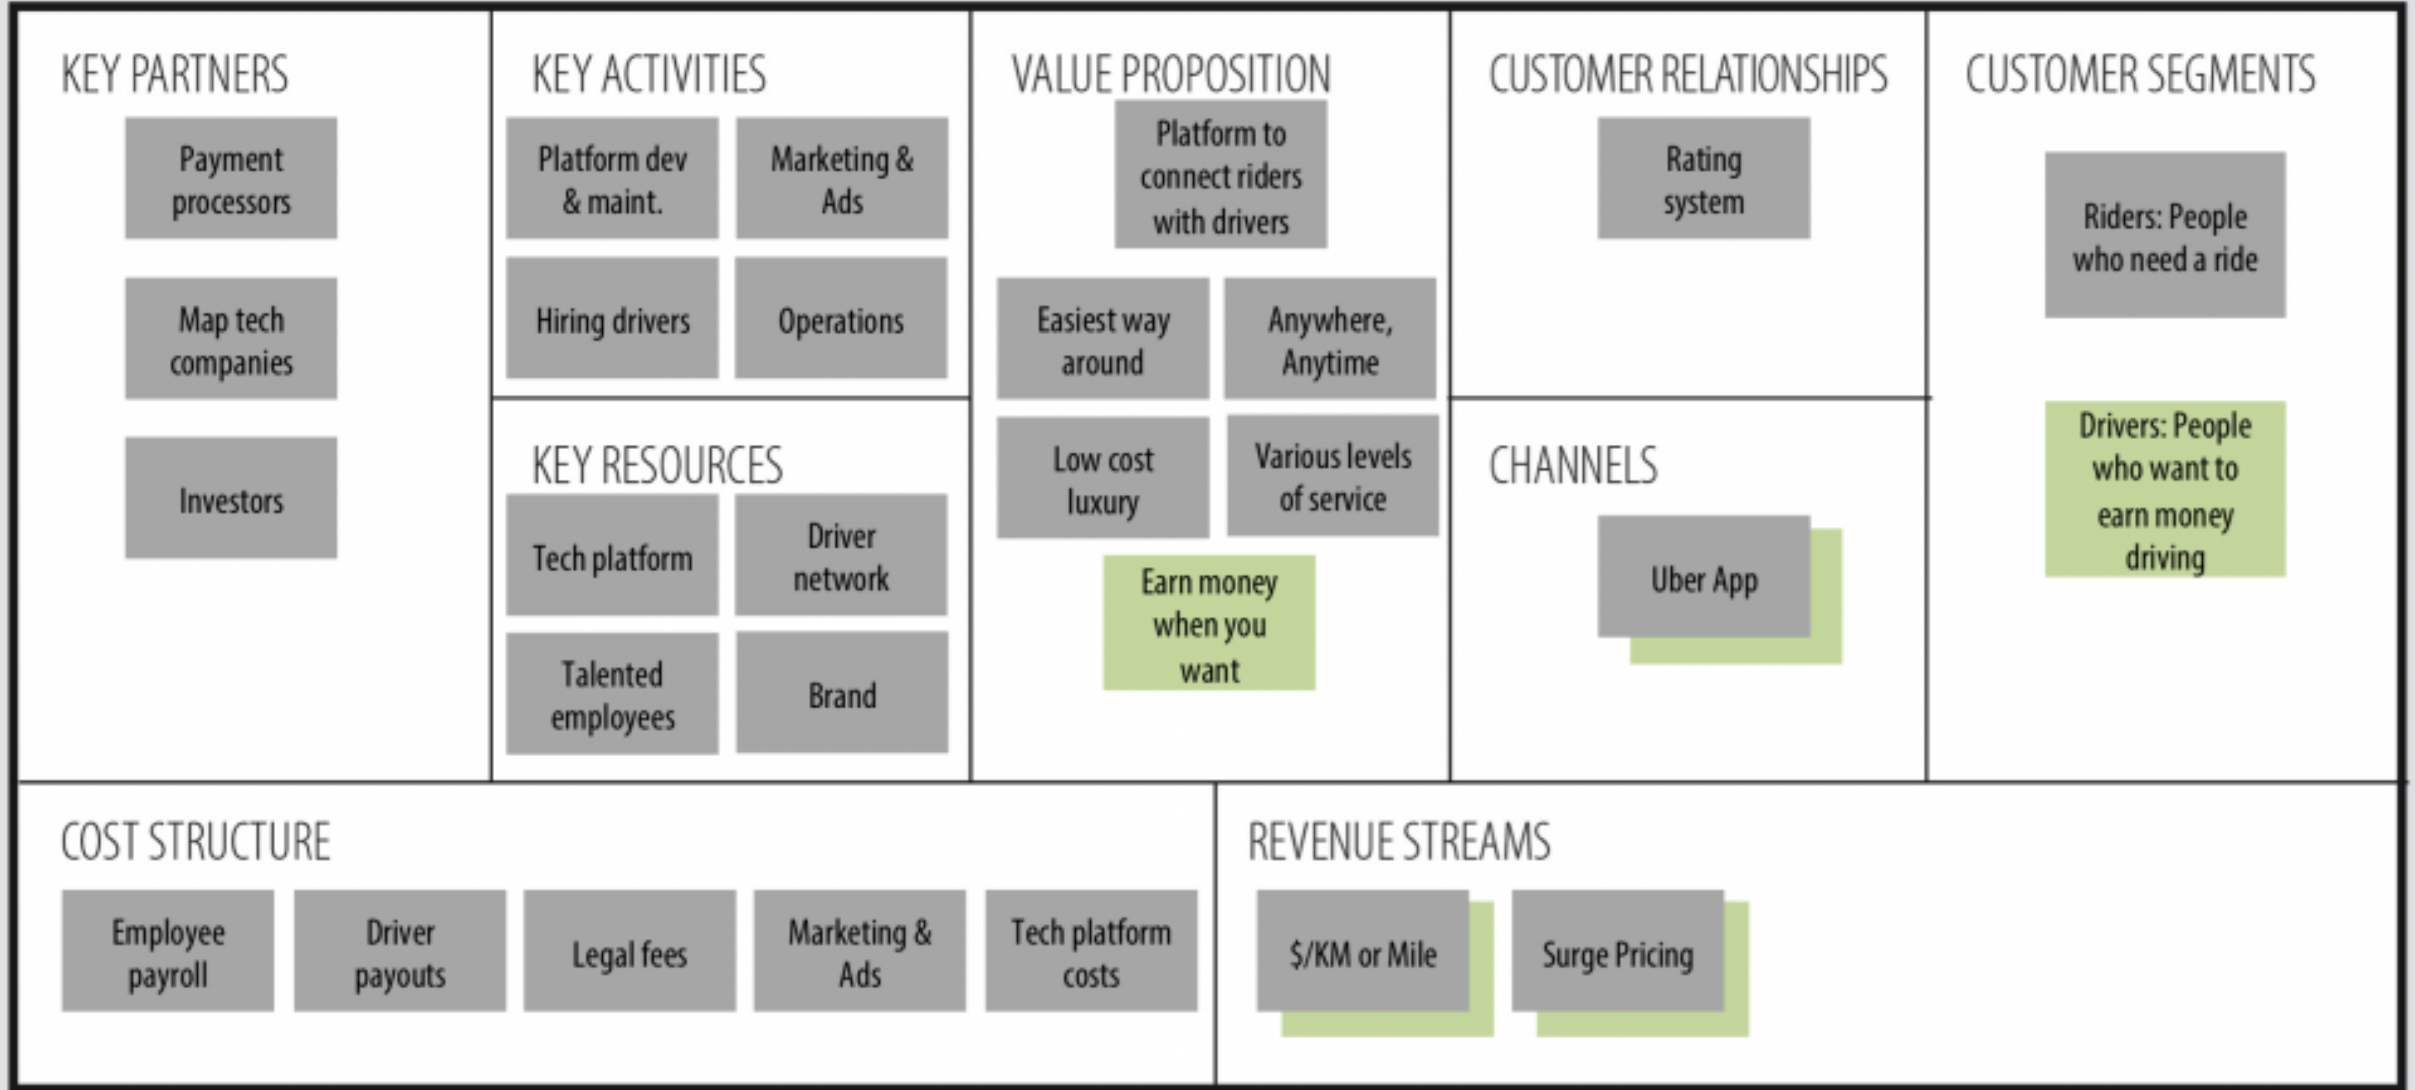 KEY PARTNERS
Payment
processors
Map tech
companies
Investors
KEY ACTIVITIES
Platform dev
& maint.
Marketing &
Ads
Hiring drivers
Operations
KEY RESOURCES
Tech platform
Driver
network
Talented
employees
Brand
VALUE PROPOSITION
Platform to
connect riders
with drivers
Easiest way
around
Anywhere,
Anytime
Low cost
luxury
Various levels
of service
Earn money
when you
want
CUSTOMER RELATIONSHIPS
Rating
system
CHANNELS
Uber App
CUSTOMER SEGMENTS
Riders: People
who need a ride
Drivers: People
who want to
earn money
driving
COST STRUCTURE
Employee
payroll
Driver
payouts
Legal fees
Marketing &
Ads
Tech platform
costs
REVENUE STREAMS
$/KM or Mile
Surge Pricing